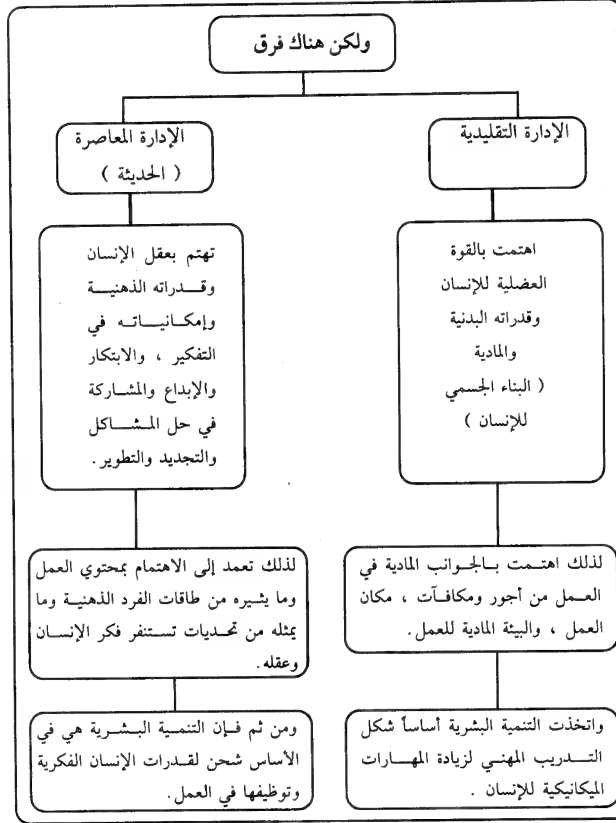 ولكن هناك فرق
الإدارة التقليدية
اهتمت بالقوة
العضلية للإنسان
وقدراته البدنية
والمادية
( البناء الجسمي
للإنسان )
لذلك اهتمت بالجوانب المادية في
العمل من أجور ومكافآت ، مكان
العمل ، والبيئة المادية للعمل.
واتخذت التنمية البشرية أساساً شكل
التدريب المهني لزيادة المهارات
الميكانيكية للإنسان .
الإدارة المعاصرة
( الحديثة )
تهتم بعقل الإنسان
وقدراته الذهنية
وإمكانياته في
التفكير ، والابتكار
والإبداع والمشاركة
في حل المشاكل
والتجديد والتطوير.
لذلك تعمد إلى الاهتمام بمحتوي العمل
وما يثيره من طاقات الفرد الذهنية وما
يمثله من تحديات تستنفر فكر الإنسان
وعقله.
ومن ثم فإن التنمية البشرية هي في
الأساس شحن لقدرات الإنسان الفكرية
وتوظيفها في العمل.